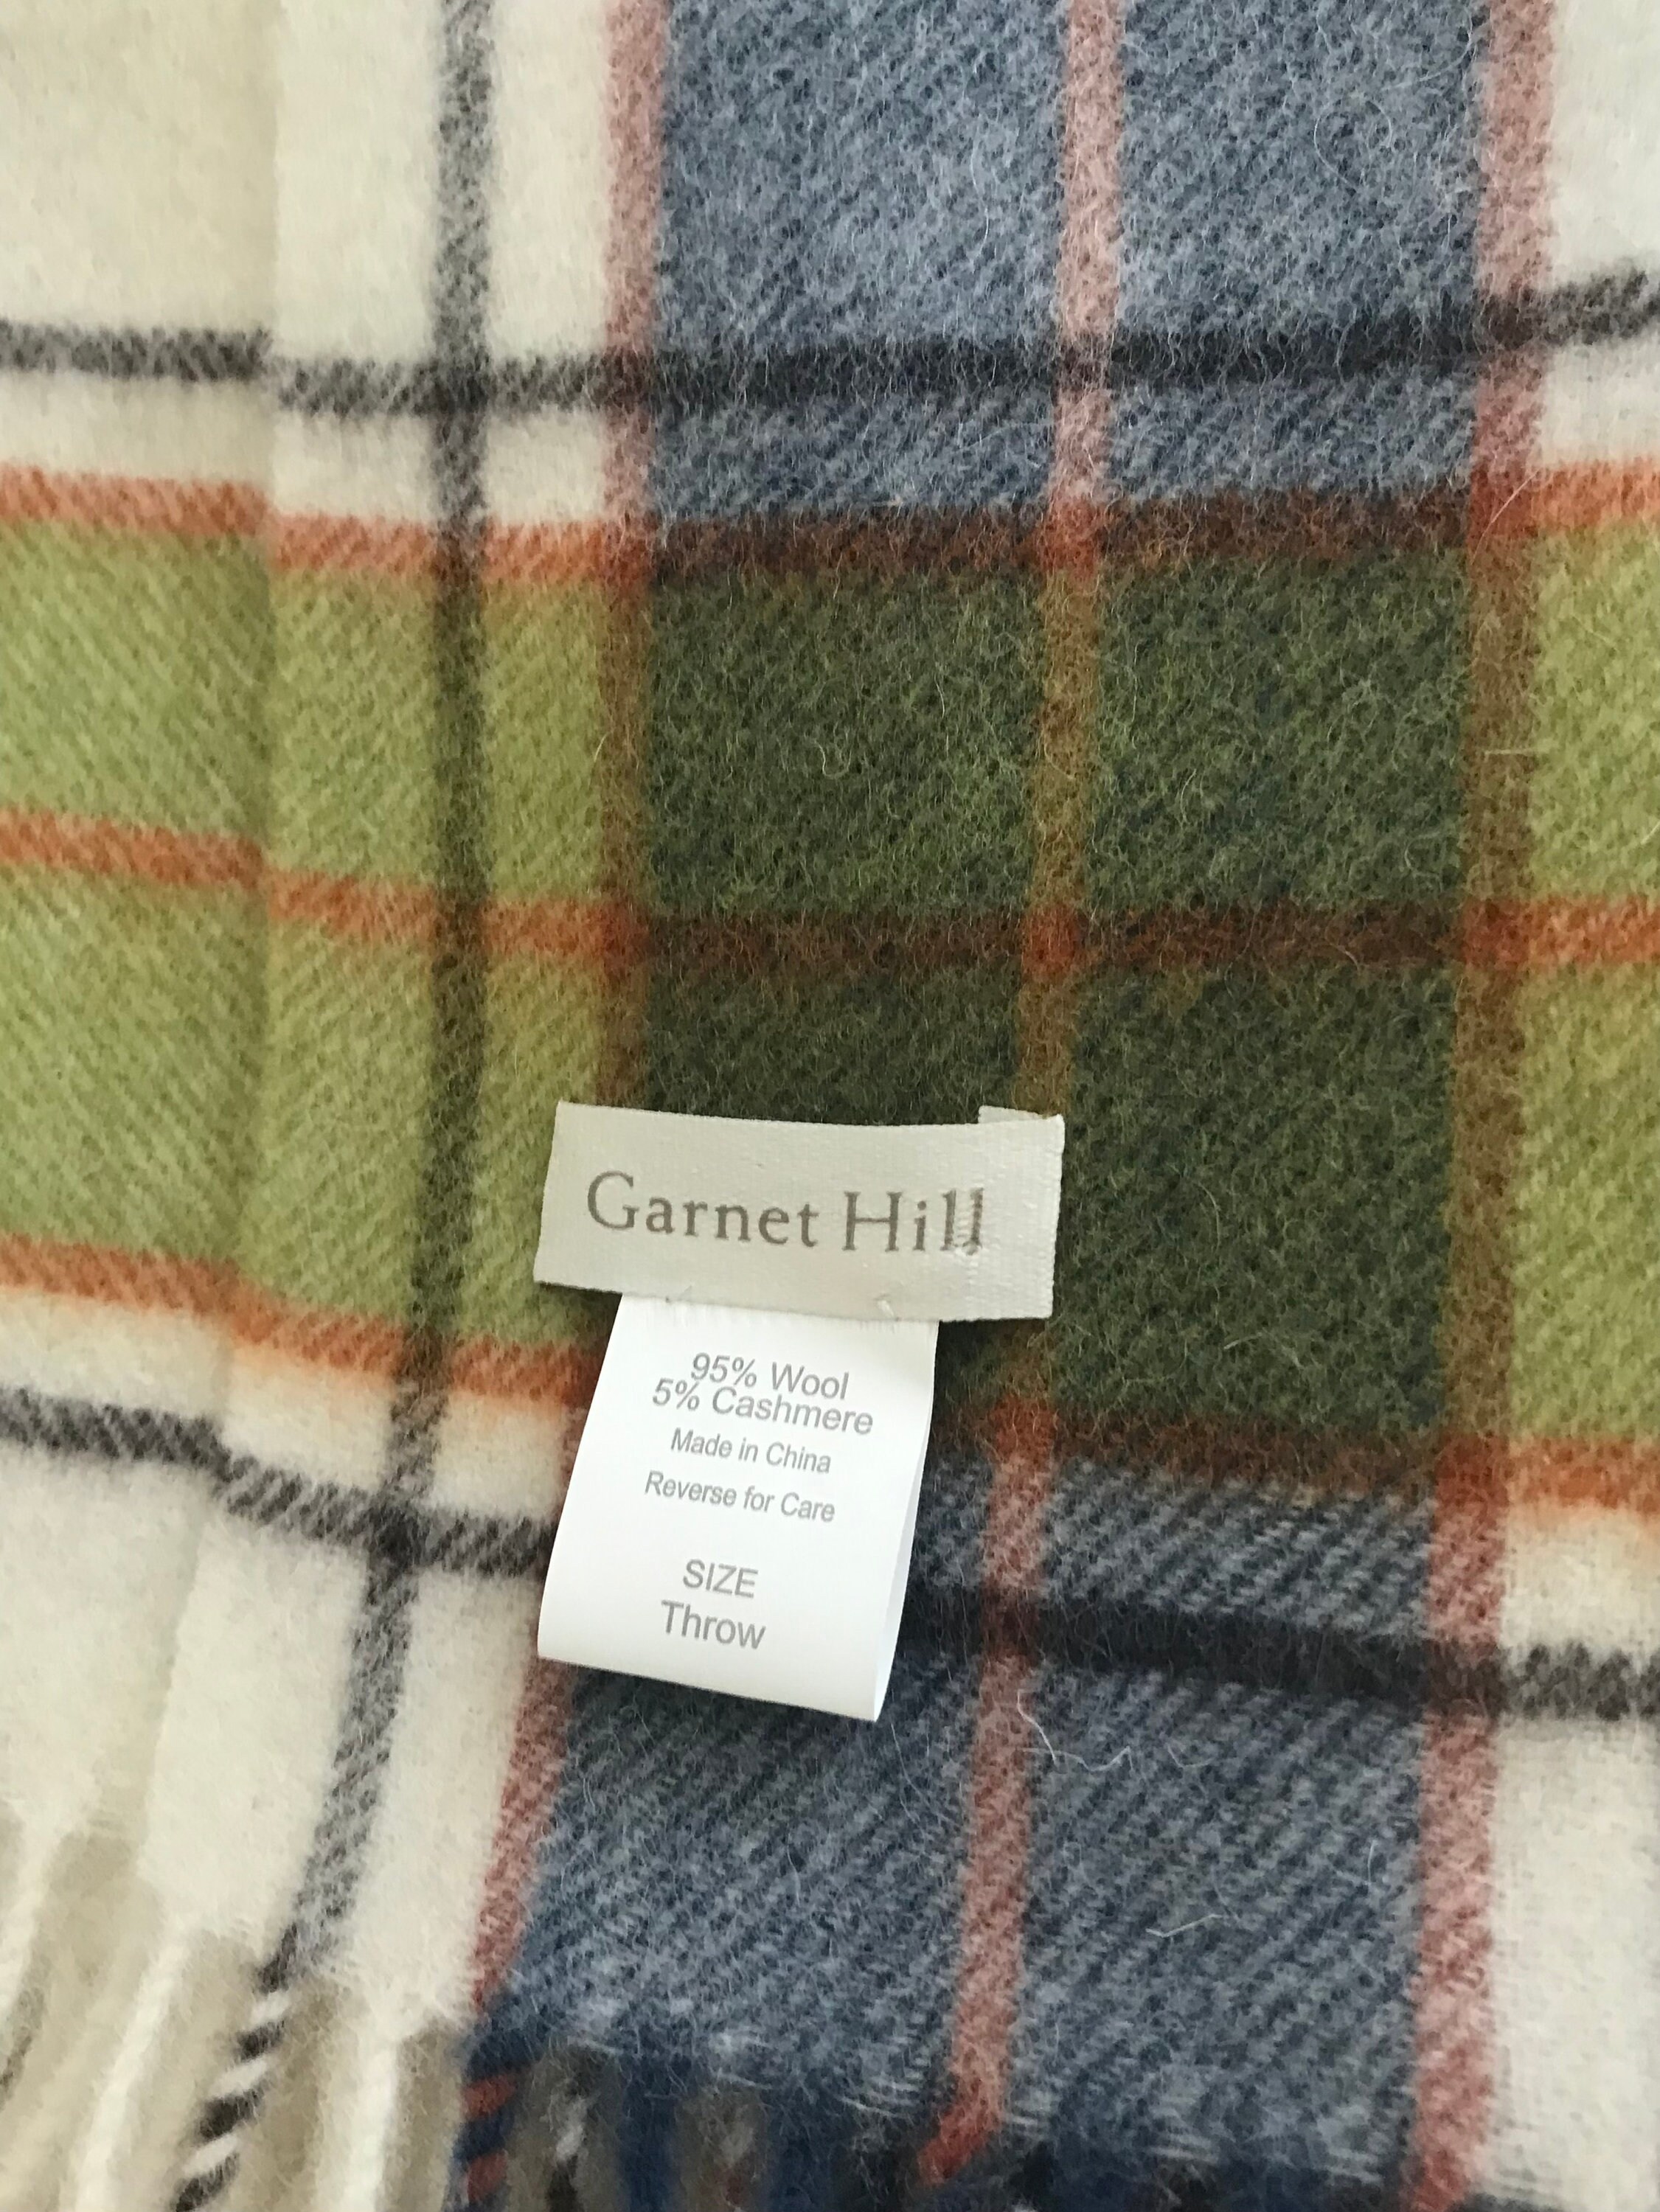 Garnet Hill
95% Wool
5% Cashmere
Made in China
Reverse for Care
SIZE
Throw